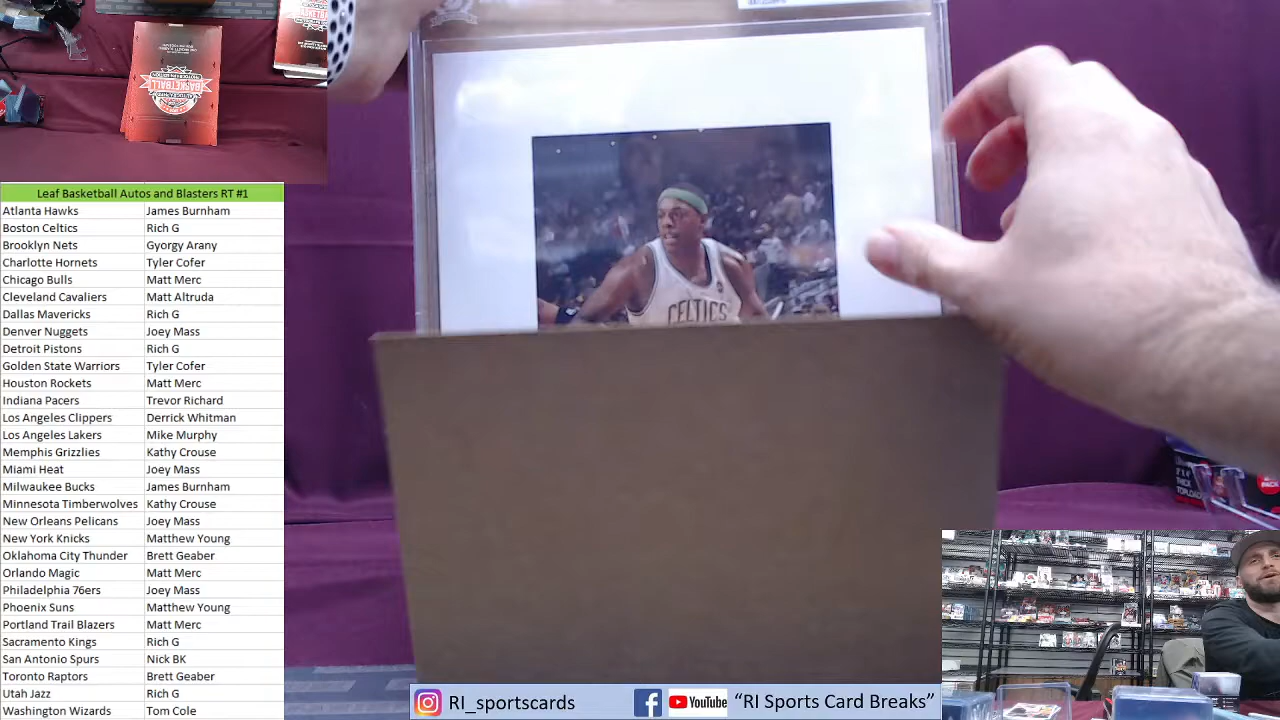 BASKETBALL
Leaf Basketball Autos and Blasters RT #1
Atlanta Hawks James Burnham
Boston Celtics Rich G
Brooklyn Nets Gyorgy Arany
Charlotte Hornets Tyler Cofer
Chicago Bulls Matt Merc
Cleveland Cavaliers Matt Altruda
Dallas Mavericks Rich G
Denver Nuggets Joey Mass
Detroit Pistons Rich G
Golden State Warriors Tyler Cofer
Houston Rockets Matt Merc
Indiana Pacers Trevor Richard
Los Angeles Clippers Derrick Whitman
Los Angeles Lakers Mike Murphy
Memphis Grizzlies Kathy Crouse
Miami Heat Joey Mass
Milwaukee Bucks James Burnham
Minnesota Timberwolves Kathy Crouse
New Orleans Pelicans Joey Mass
New York Knicks Matthew Young
Oklahoma City Thunder Brett Geaber
Orlando Magic Matt Merc
Philadelphia 76ers Joey Mass
Phoenix Suns Matthew Young
Portland Trail Blazers Matt Merc
Sacramento Kings Rich G
San Antonio Spurs Nick BK
Toronto Raptors Brett Geaber
Utah Jazz Rich G
Washington Wizards Tom Cole
CELTICS
RI_sportscards YouTube "RI Sports Card Breaks"